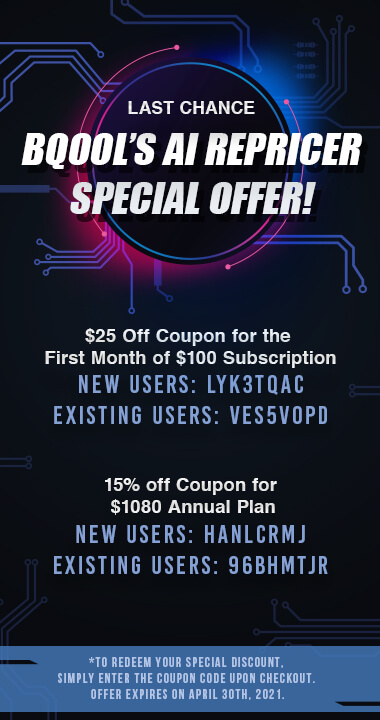 LAST CHANCE
BQOOL'S AI REPRICER
SPECIAL OFFER!
$25 Off Coupon for the
First Month of $100 Subscription
NEW USERS: LYK3TQAC
EXISTING USERS: VES5VOPD
15% off Coupon for
$1080 Annual Plan
NEW USERS: HANLCRMJ
EXISTING USERS: 96BHMTJR
*TO REDEEM YOUR SPECIAL DISCOUNT,
SIMPLY ENTER THE COUPON CODE UPON CHECKOUT.
OFFER EXPIRES ON APRIL 30TH, 2021.